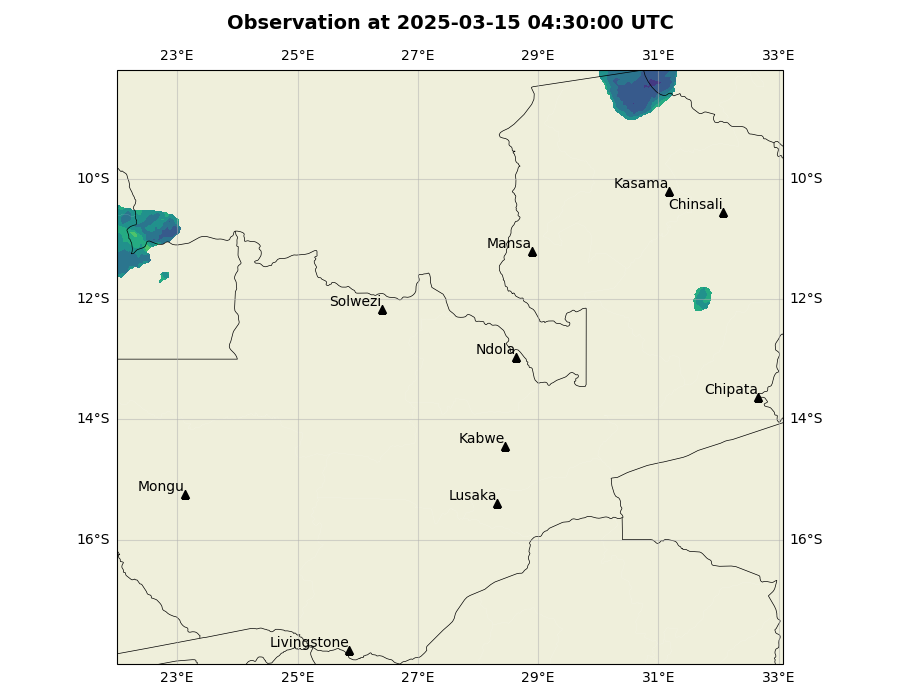 Observation at 2025-03-15 04:30:00 UTC
23°E 25°E 27°E 29°E 31°E 33°E
10°S 10°S
Kasama
Chinsali
Mansa
12°S 12°S
Solwezi
Ndola
Chipata
14°S 14°S
Kabwe
Mongu
Lusaka
16°S 16°S
Livingstone
23°E 25°E 27°E 29°E 31°E 33°E